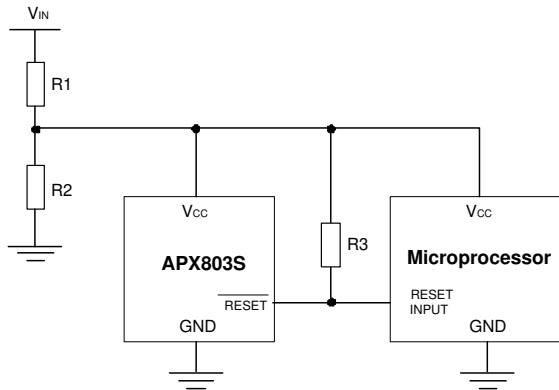 VIN
R1
R2
VCC
APX803S
RESET
GND
R3
VCC
Microprocessor
RESET
INPUT
GND